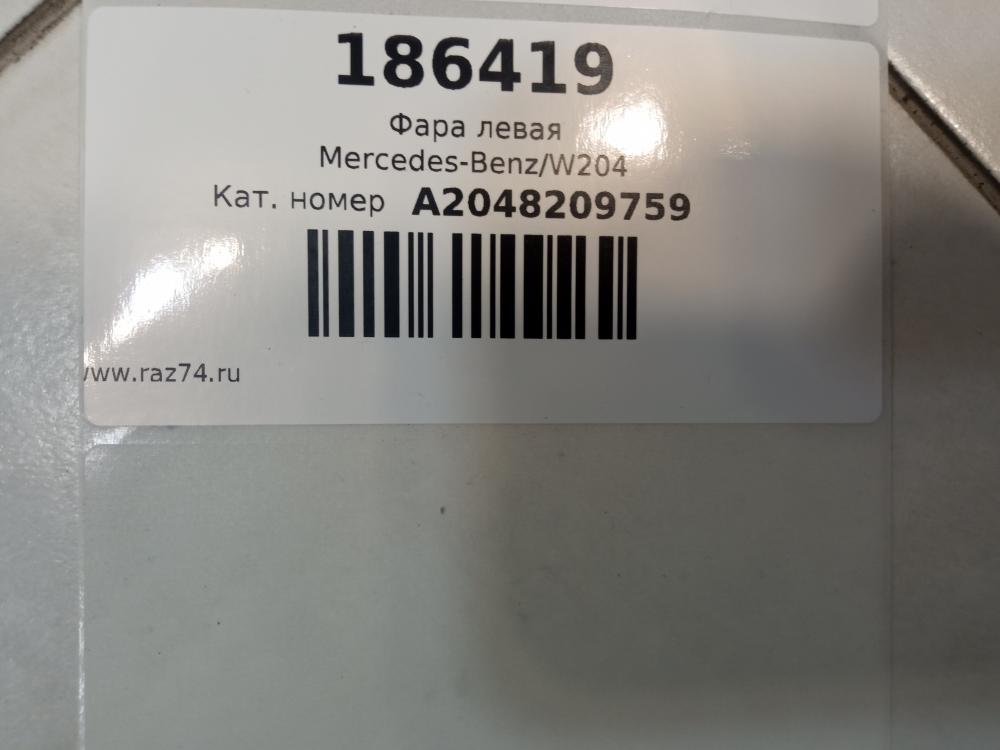 186419
Фара левая
Mercedes-Benz/W204
Кат. номер A2048209759
www.raz74.ru